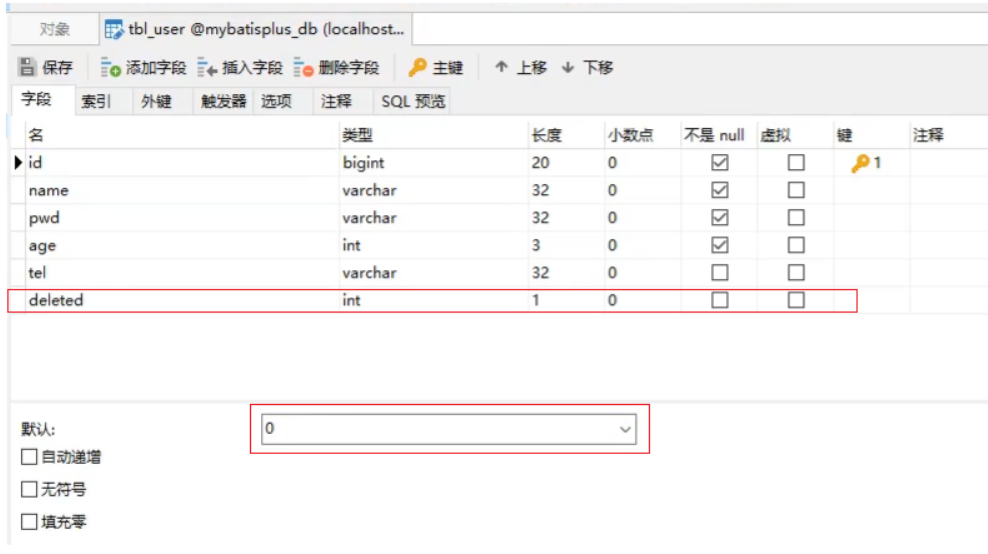 对象 tbl_user @mybatisplus_db (localhost...
保存 添加字段 插入字段 删除字段 主键 上移 下移
字段 索引 外键 触发器 选项 注释 SQL 预览
名 类型 长度 小数点 不是 null 虚拟 键 注释
id bigint 20 0 1
name varchar 32 0
pwd varchar 32 0
age int 3 0
tel varchar 32 0
deleted int 1 0
默认: 0
自动递增
无符号
填充零